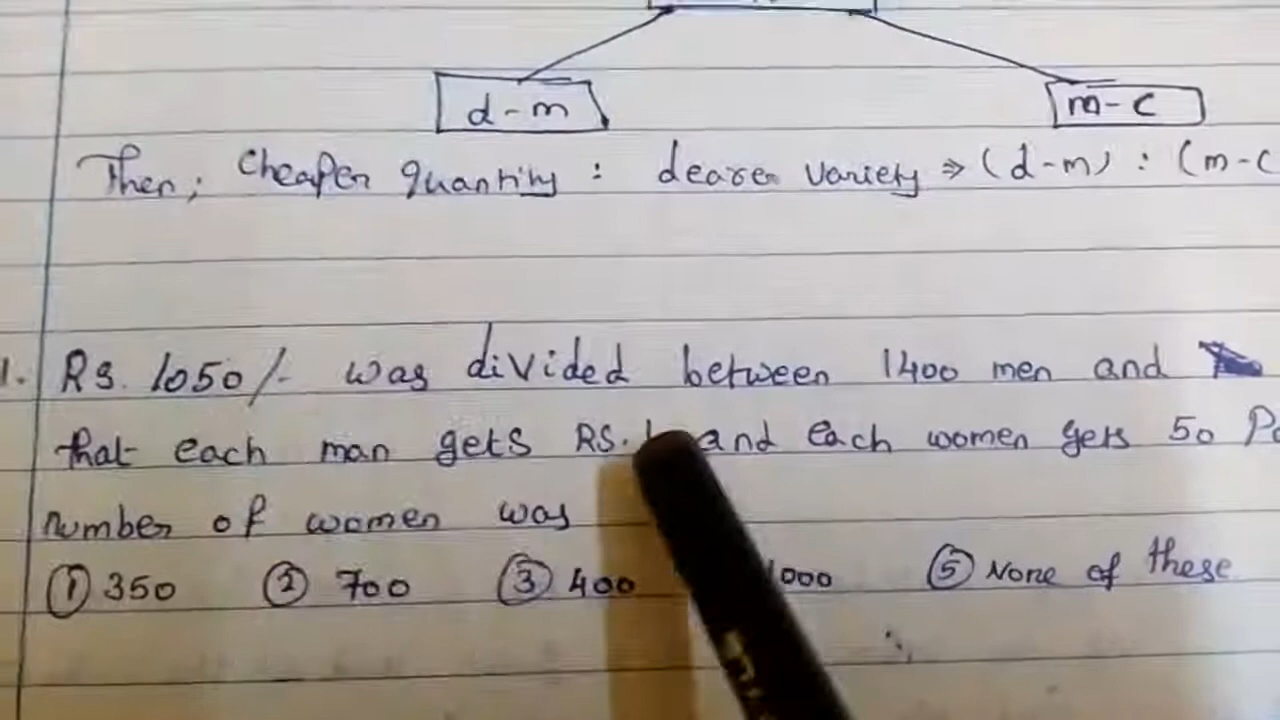 d-m
m-c
Then; Cheaper quantity : dearer variety ⇒ (d-m) : (m-c
1. RS. 1050/- was divided between 1400 men and
that each man gets RS. and each women gets 50
number of women was
① 350 ② 700 ③ 400 1000 ⑤ None of these